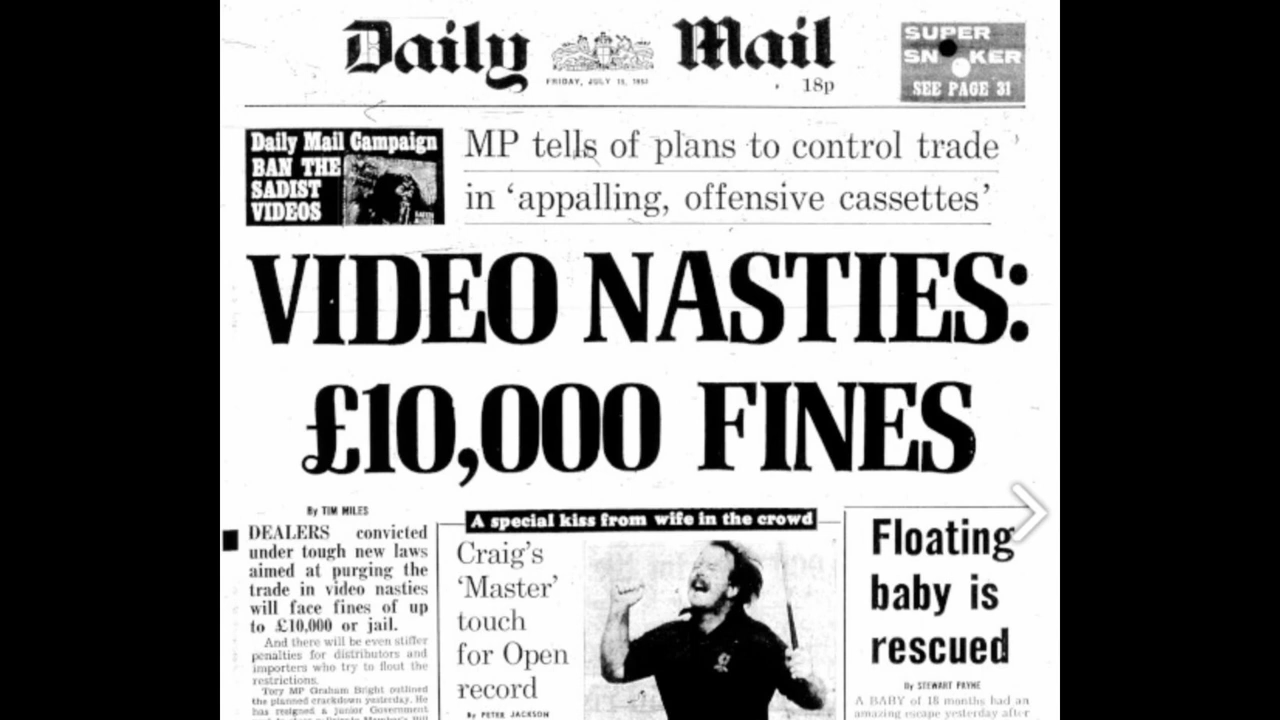 Daily Mail
FRIDAY, JULY 15, 1983
18p
SUPER
SNOOKER
SEE PAGE 31
Daily Mail Campaign
BAN THE
SADIST
VIDEOS
MP tells of plans to control trade
in ‘appalling, offensive cassettes’
VIDEO NASTIES:
£10,000 FINES
By TIM MILES
DEALERS convicted
under tough new laws
aimed at purging the
trade in video nasties
will face fines of up
to £10,000 or jail.
And there will be even stiffer
penalties for distributors and
importers who try to flout the
restrictions.
Tory MP Graham Bright outlined
the planned crackdown yesterday. He
has resigned a junior Government
A special kiss from wife in the crowd
Craig’s
‘Master’
touch
for Open
record
By PETER JACKSON
Floating
baby is
rescued
By STEWART PAYNE
A BABY of 18 months had an
amazing escape yesterday after